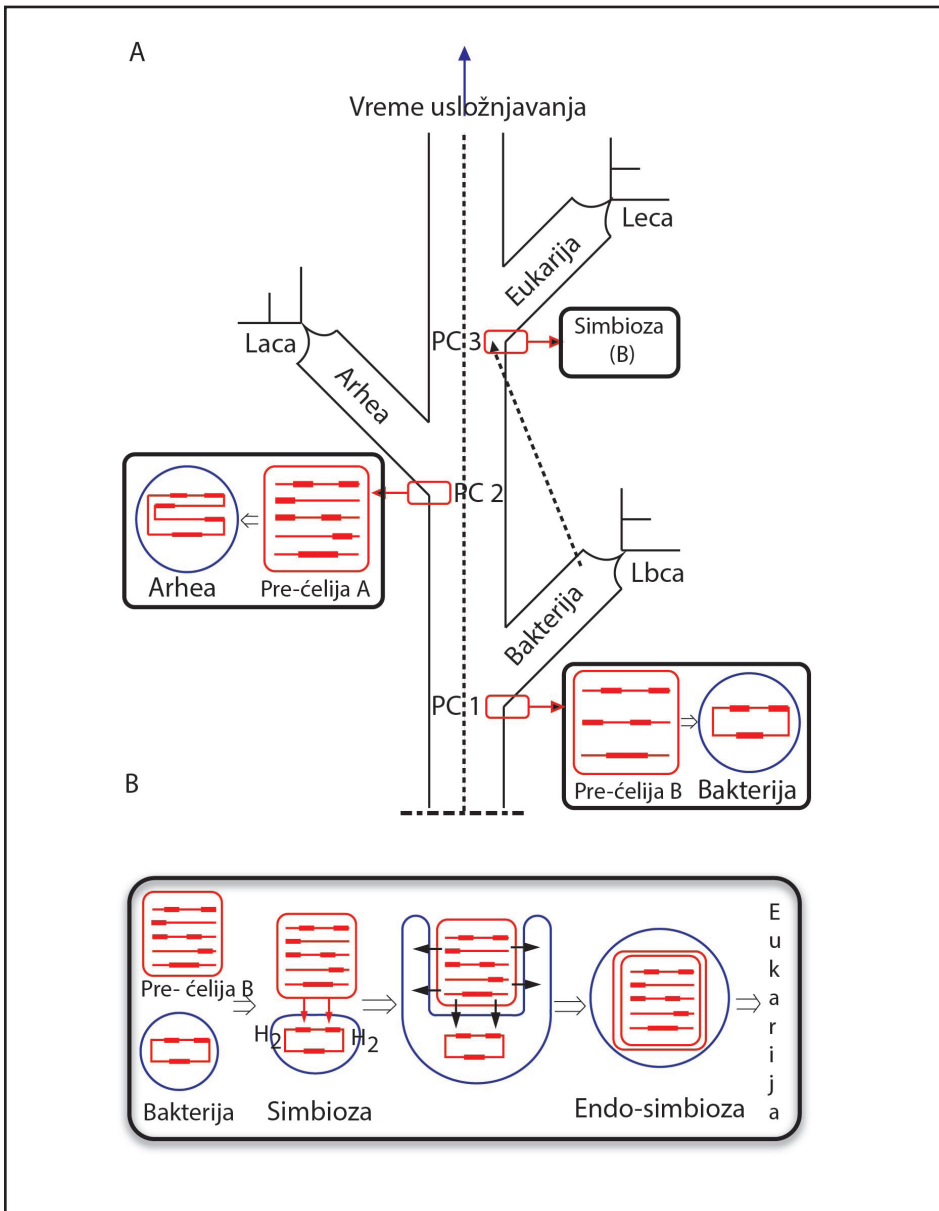 A
Vreme usložnjavanja
Leca
Eukarija
Simbioza
(B)
PC 3
Laca
Arhea
PC 2
Arhea
Pre-ćelija A
Lbca
Bakterija
PC 1
Pre-ćelija B
Bakterija
B
Pre- ćelija B
Bakterija
H2
H2
Simbioza
Endo-simbioza
E
u
k
a
r
i
j
a